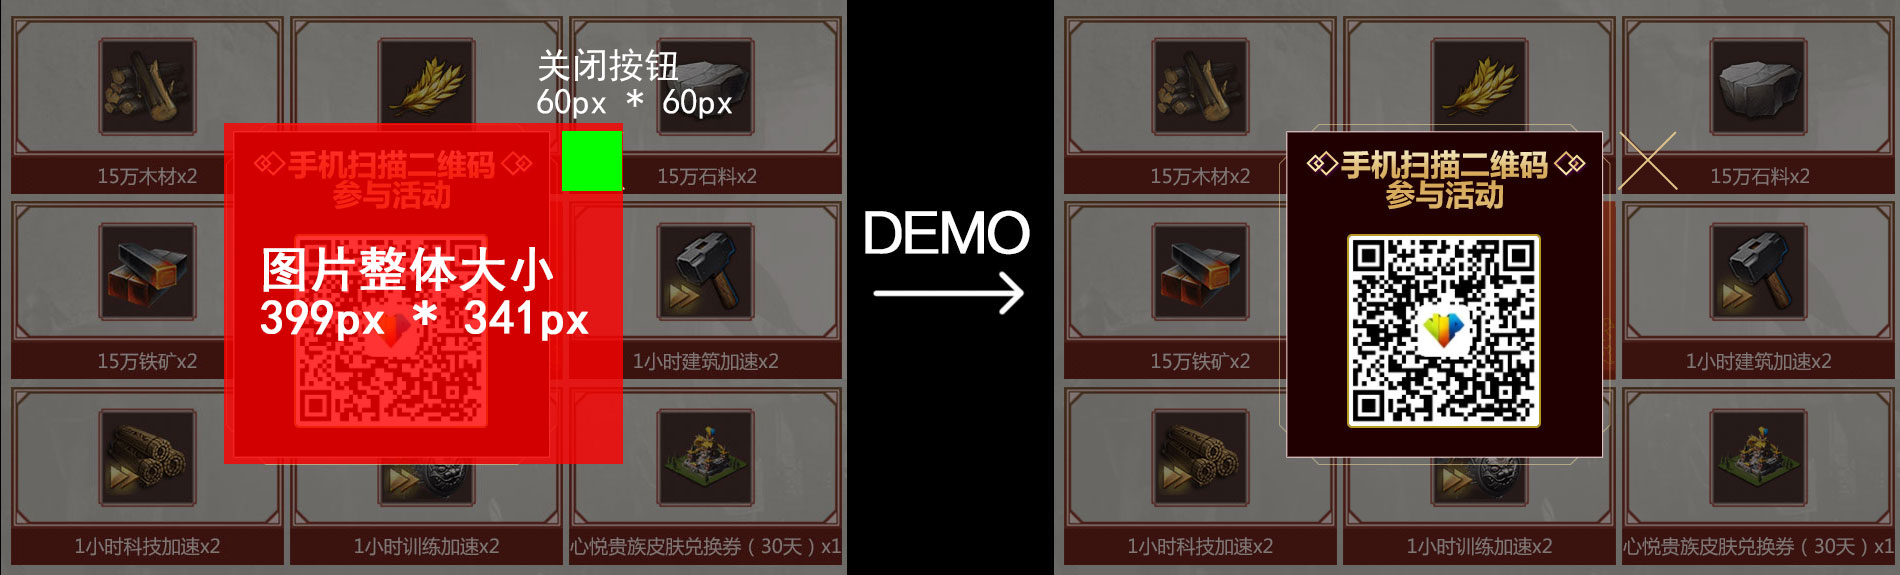 关闭按钮
60px * 60px
15万木材x2
手机扫描二维码
参与活动
15万石料x2
图片整体大小
399px * 341px
15万铁矿x2
1小时建筑加速x2
1小时科技加速x2
1小时训练加速x2
心悦贵族皮肤兑换券（30天）x1
DEMO
15万木材x2
手机扫描二维码
参与活动
15万石料x2
15万铁矿x2
1小时建筑加速x2
1小时科技加速x2
1小时训练加速x2
心悦贵族皮肤兑换券（30天）x1